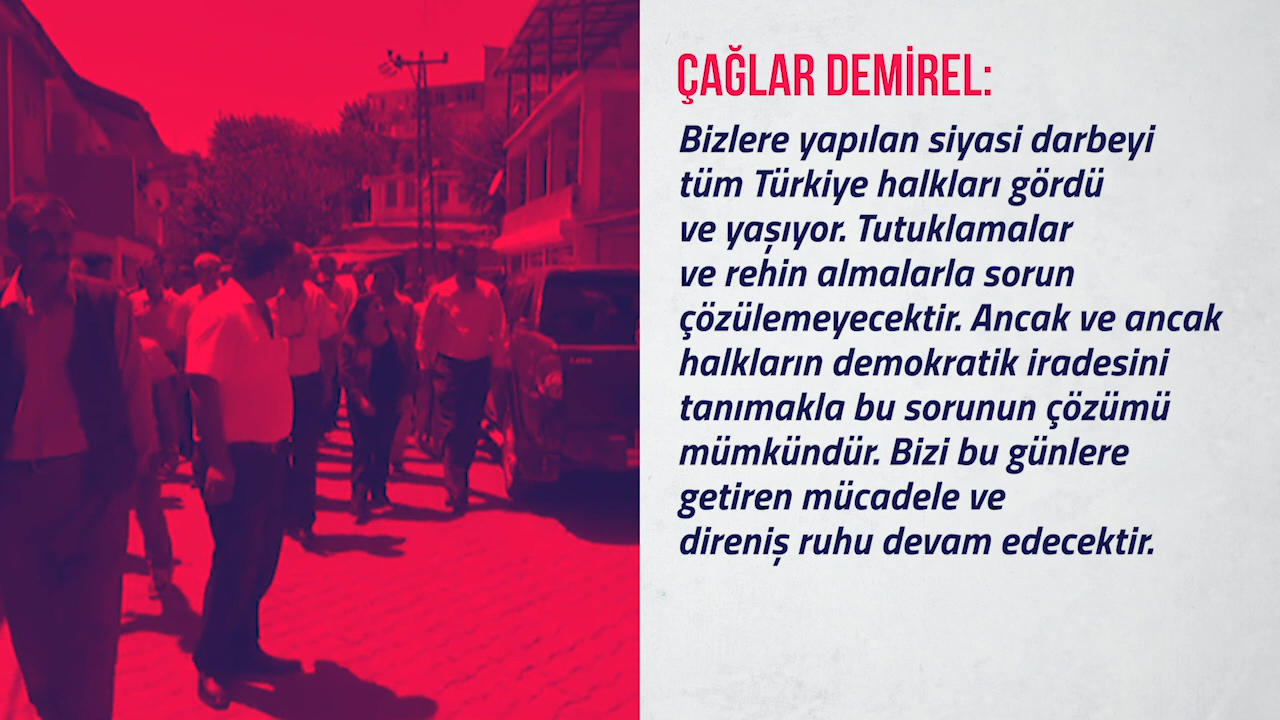 ÇAĞLAR DEMİREL:
Bizlere yapılan siyasi darbeyi
tüm Türkiye halkları gördü
ve yaşıyor. Tutuklamalar
ve rehin almalarla sorun
çözülemeyecektir. Ancak ve ancak
halkların demokratik iradesini
tanımakla bu sorunun çözümü
mümkündür. Bizi bu günlere
getiren mücadele ve
direniş ruhu devam edecektir.